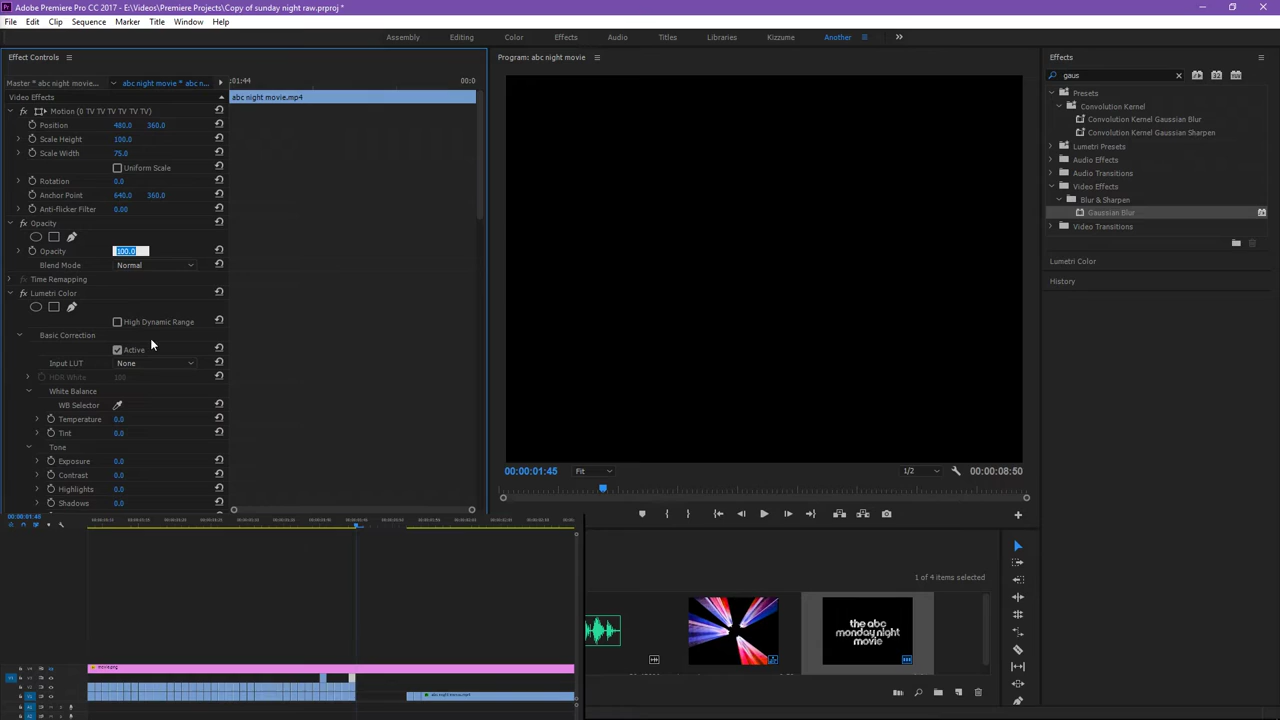 Adobe Premiere Pro CC 2017 - E:\Videos\Premiere Projects\Copy of sunday night raw.prproj *
File Edit Clip Sequence Marker Title Window Help
Assembly Editing Color Effects Audio Titles Libraries Kizzume Another
Effect Controls
Master * abc night movie... abc night movie * abc n...
:01:44 00:0
Video Effects
abc night movie.mp4
Motion (0 TV TV TV TV TV)
Position 480.0 360.0
Scale Height 100.0
Scale Width 75.0
Uniform Scale
Rotation 0.0
Anchor Point 640.0 360.0
Anti-flicker Filter 0.00
Opacity
Opacity 100.0
Blend Mode Normal
Time Remapping
Lumetri Color
High Dynamic Range
Basic Correction
Active
Input LUT None
HDR White 100
White Balance
WB Selector
Temperature 0.0
Tint 0.0
Tone
Exposure 0.0
Contrast 0.0
Highlights 0.0
Shadows 0.0
Program: abc night movie
00:00:01:45 Fit 1/2 00:00:08:50
Effects
gaus
Presets
Convolution Kernel
Convolution Kernel Gaussian Blur
Convolution Kernel Gaussian Sharpen
Lumetri Presets
Audio Effects
Audio Transitions
Video Effects
Blur & Sharpen
Gaussian Blur
Video Transitions
Lumetri Color
History
1 of 4 items selected
the abc
monday night
movie
abc night movie.mp4